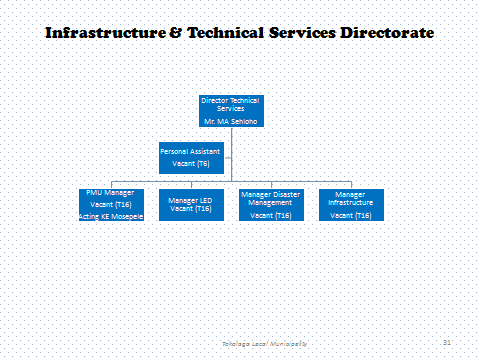 Infrastructure & Technical Services Directorate
Director Technical
Services
Mr. MA Sehloho
Personal Assistant
Vacant (T6)
PMU Manager
Vacant (T16)
Acting KE Mosepele
Manager LED
Vacant (T16)
Manager Disaster
Management
Vacant (T16)
Manager
Infrastructure
Vacant (T16)
Tokologo Local Municipality
31